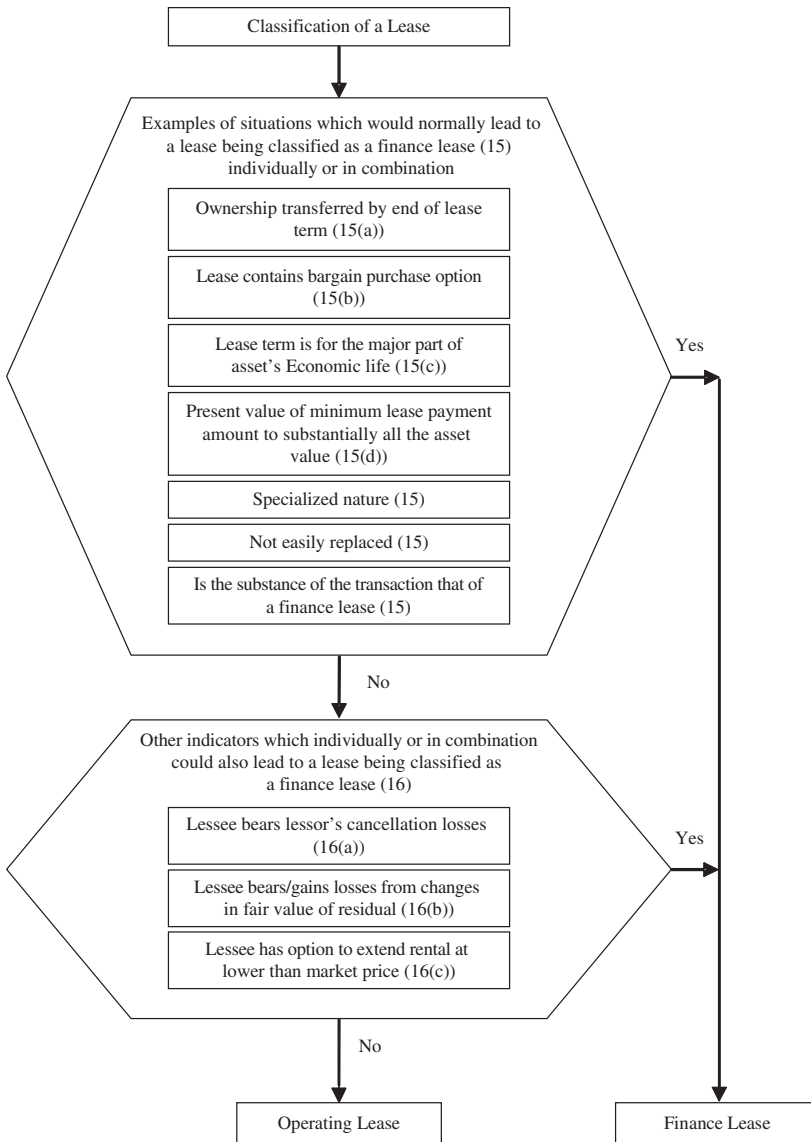 Classification of a Lease
Examples of situations which would normally lead to
a lease being classified as a finance lease (15)
individually or in combination
Ownership transferred by end of lease
term (15(a))
Lease contains bargain purchase option
(15(b))
Lease term is for the major part of
asset's Economic life (15(c))
Yes
Present value of minimum lease payment
amount to substantially all the asset
value (15(d))
Specialized nature (15)
Not easily replaced (15)
Is the substance of the transaction that of
a finance lease (15)
No
Other indicators which individually or in combination
could also lead to a lease being classified as
a finance lease (16)
Lessee bears lessor's cancellation losses
(16(a))
Yes
Lessee bears/gains losses from changes
in fair value of residual (16(b))
Lessee has option to extend rental at
lower than market price (16(c))
No
Operating Lease
Finance Lease